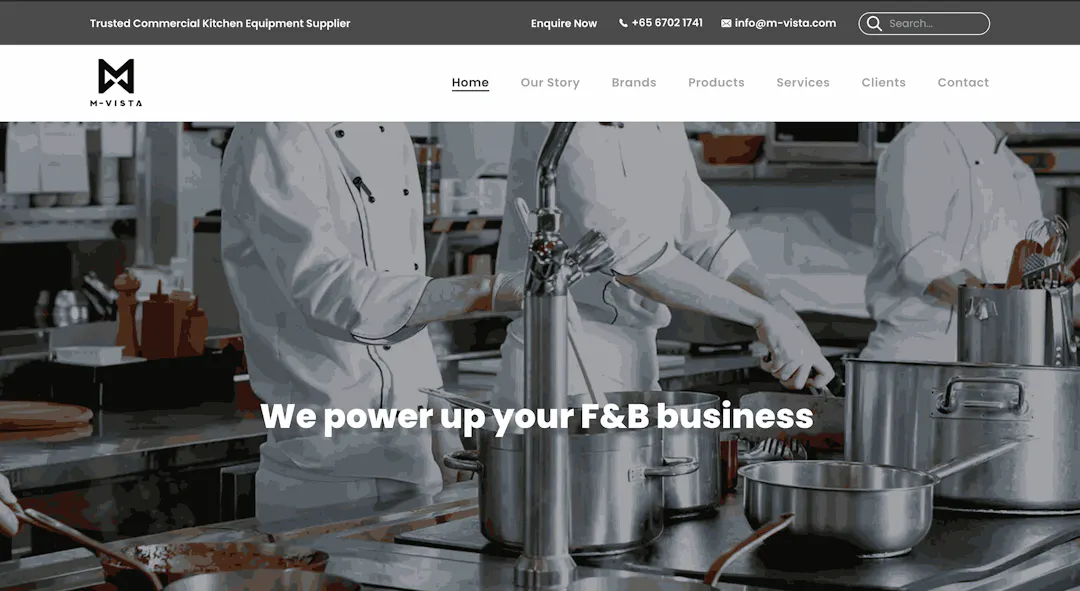 Trusted Commercial Kitchen Equipment Supplier
Enquire Now +65 6702 1741 info@m-vista.com Search...
M-VISTA
Home Our Story Brands Products Services Clients Contact
We power up your F&B business